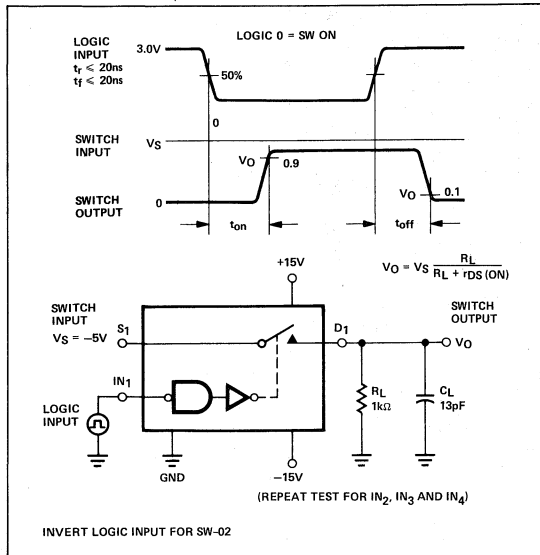 LOGIC 0 = SW ON
LOGIC
INPUT
tr ≤ 20ns
tf ≤ 20ns
3.0V
50%
0
SWITCH
INPUT
VS
VO
0.9
SWITCH
OUTPUT
0
VO
0.1
ton
toff
VO = VS RL / RL + rDS (ON)
+15V
SWITCH
INPUT
VS = −5V
S1
D1
SWITCH
OUTPUT
VO
IN1
LOGIC
INPUT
RL
1kΩ
CL
13pF
GND
−15V
(REPEAT TEST FOR IN2, IN3 AND IN4)
INVERT LOGIC INPUT FOR SW-02